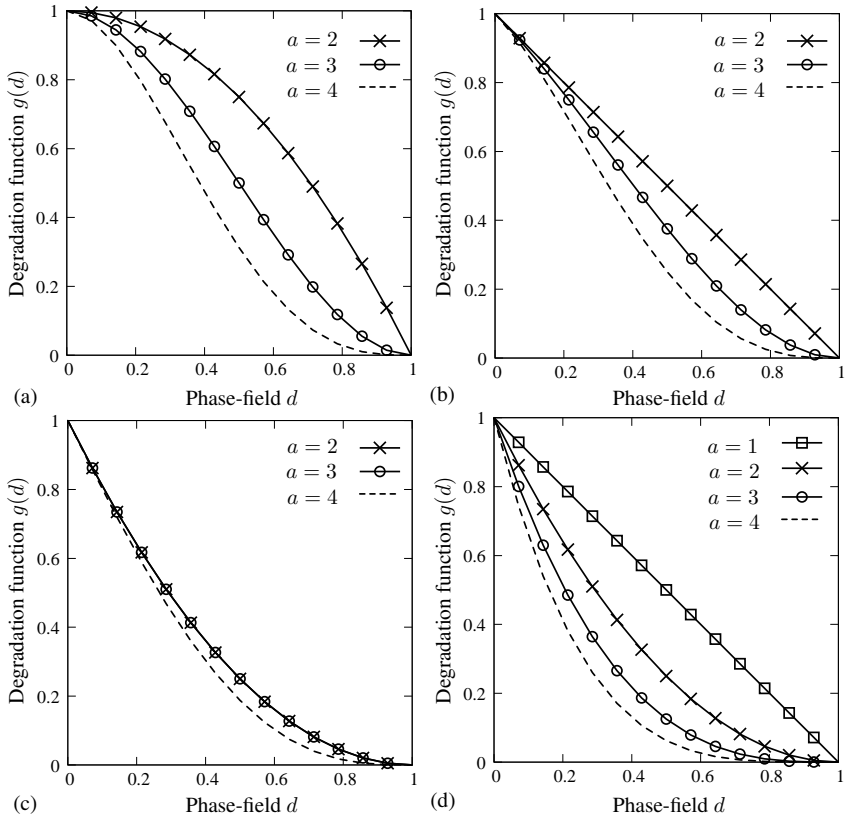 1
0.8
0.6
0.4
0.2
0
0 0.2 0.4 0.6 0.8 1
Degradation function g(d)
Phase-field d
a = 2
a = 3
a = 4
(a)
1
0.8
0.6
0.4
0.2
0
0 0.2 0.4 0.6 0.8 1
Degradation function g(d)
Phase-field d
a = 2
a = 3
a = 4
(b)
1
0.8
0.6
0.4
0.2
0
0 0.2 0.4 0.6 0.8 1
Degradation function g(d)
Phase-field d
a = 2
a = 3
a = 4
(c)
1
0.8
0.6
0.4
0.2
0
0 0.2 0.4 0.6 0.8 1
Degradation function g(d)
Phase-field d
a = 1
a = 2
a = 3
a = 4
(d)